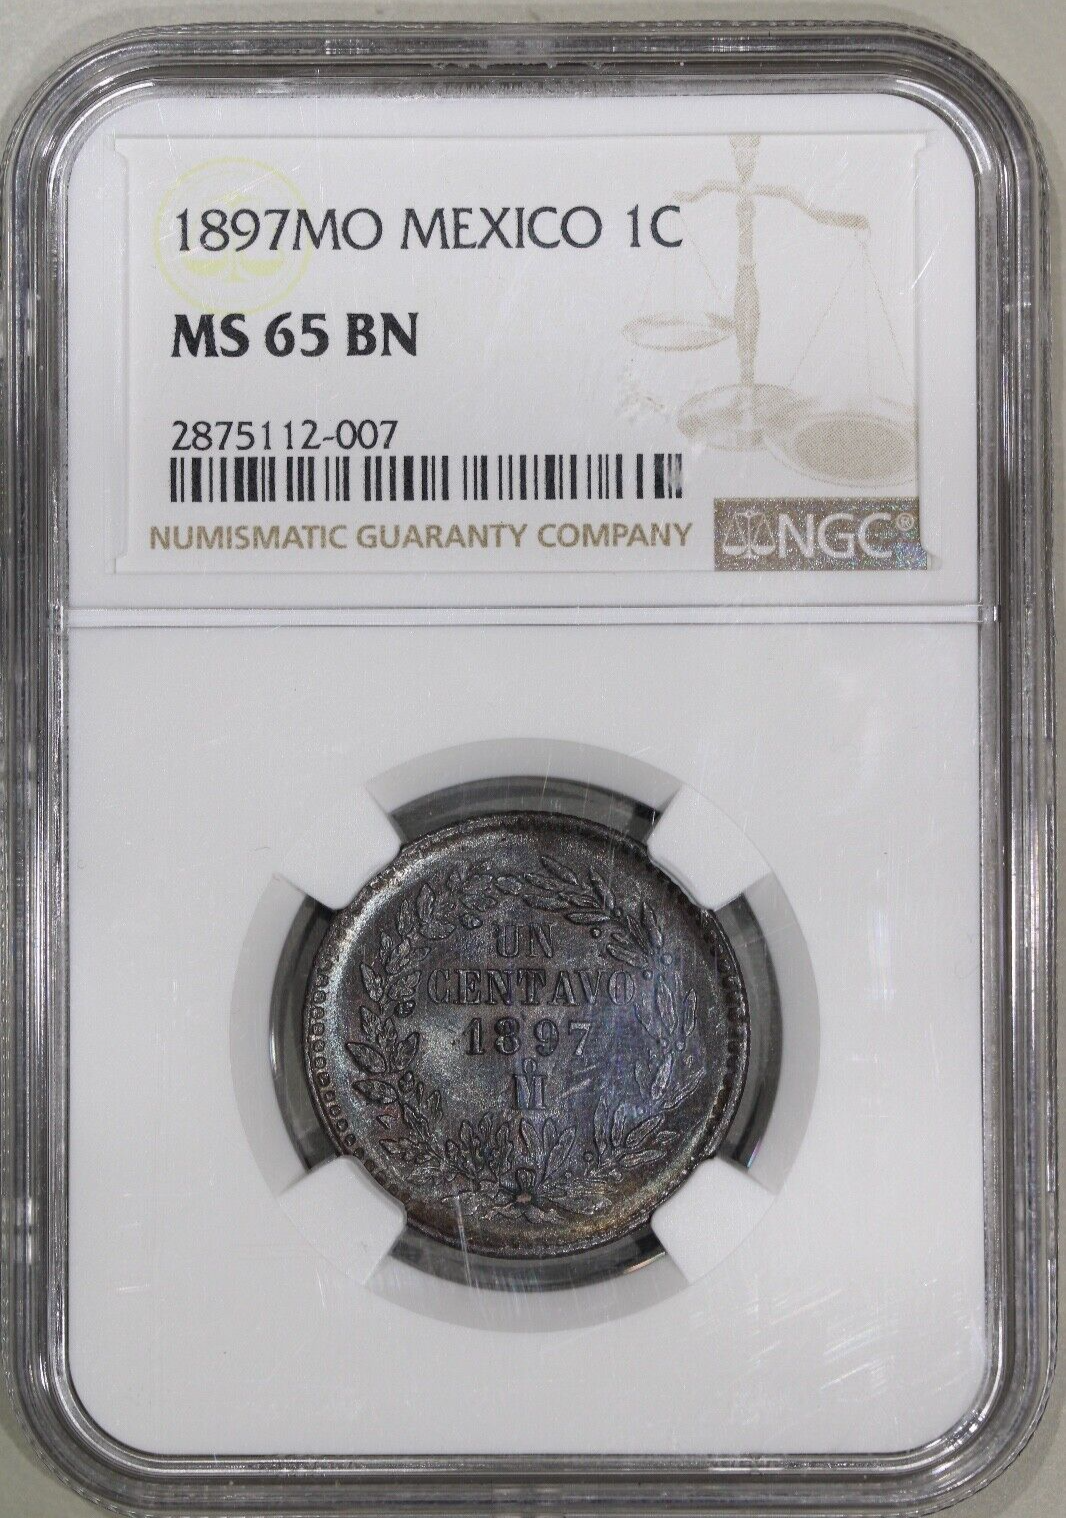 1897MO MEXICO 1C
MS 65 BN
2875112-007
NUMISMATIC GUARANTY COMPANY
NGC®
UN
CENTAVO
1897
o
M